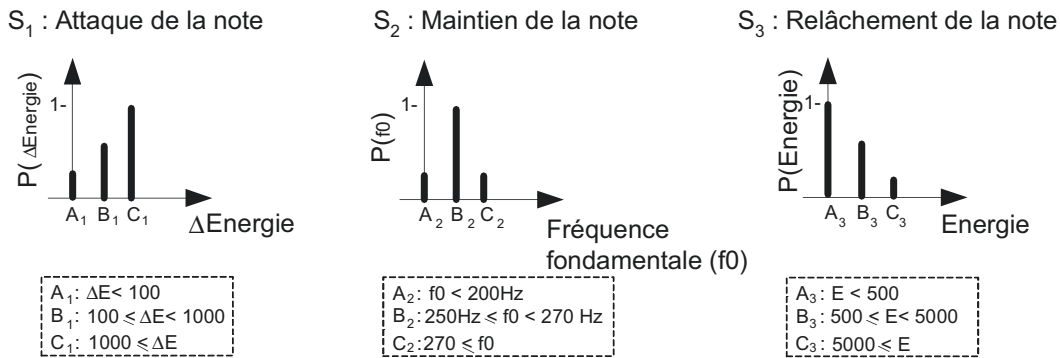 S₁ : Attaque de la note
S₂ : Maintien de la note
S₃ : Relâchement de la note
P(ΔEnergie)
1-
A₁ B₁ C₁
ΔEnergie
P(f0)
1-
A₂ B₂ C₂
Fréquence
fondamentale (f0)
P(Energie)
1-
A₃ B₃ C₃
Energie
A₁: ΔE< 100
B₁: 100 ⩽ ΔE< 1000
C₁: 1000 ⩽ ΔE
A₂: f0 < 200Hz
B₂: 250Hz ⩽ f0 < 270 Hz
C₂:270 ⩽ f0
A₃: E < 500
B₃: 500 ⩽ E< 5000
C₃: 5000 ⩽ E